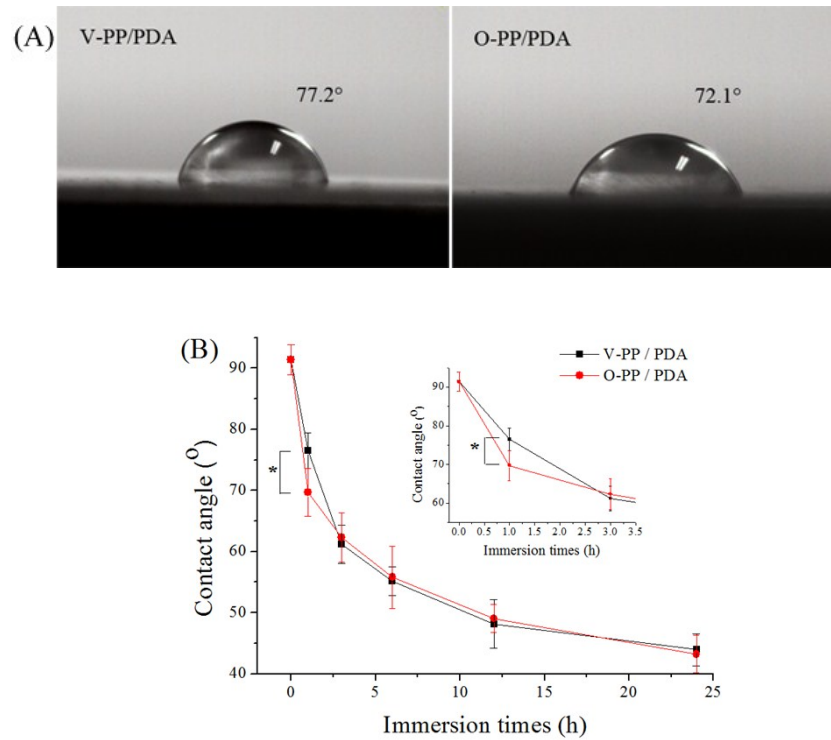 (A)
V-PP/PDA
77.2°
O-PP/PDA
72.1°
(B)
V-PP / PDA
O-PP / PDA
90
80
70
60
50
40
*
Contact angle (°)
0
5
10
15
20
25
Immersion times (h)
90
80
70
60
*
Contact angle (°)
0.0
0.5
1.0
1.5
2.0
2.5
3.0
3.5
Immersion times (h)